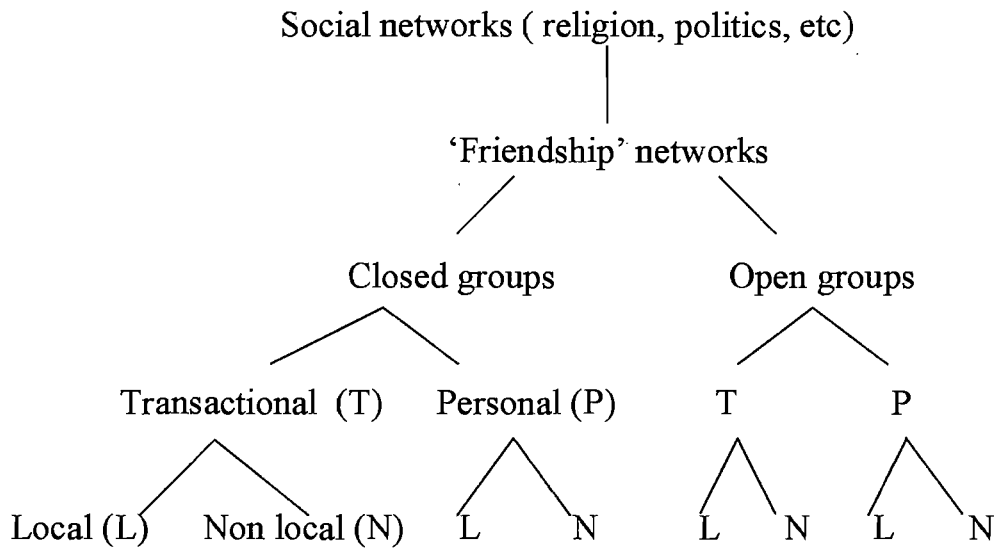 Social networks ( religion, politics, etc)
‘Friendship’ networks
Closed groups Open groups
Transactional (T) Personal (P) T P
Local (L) Non local (N) L N L N L N